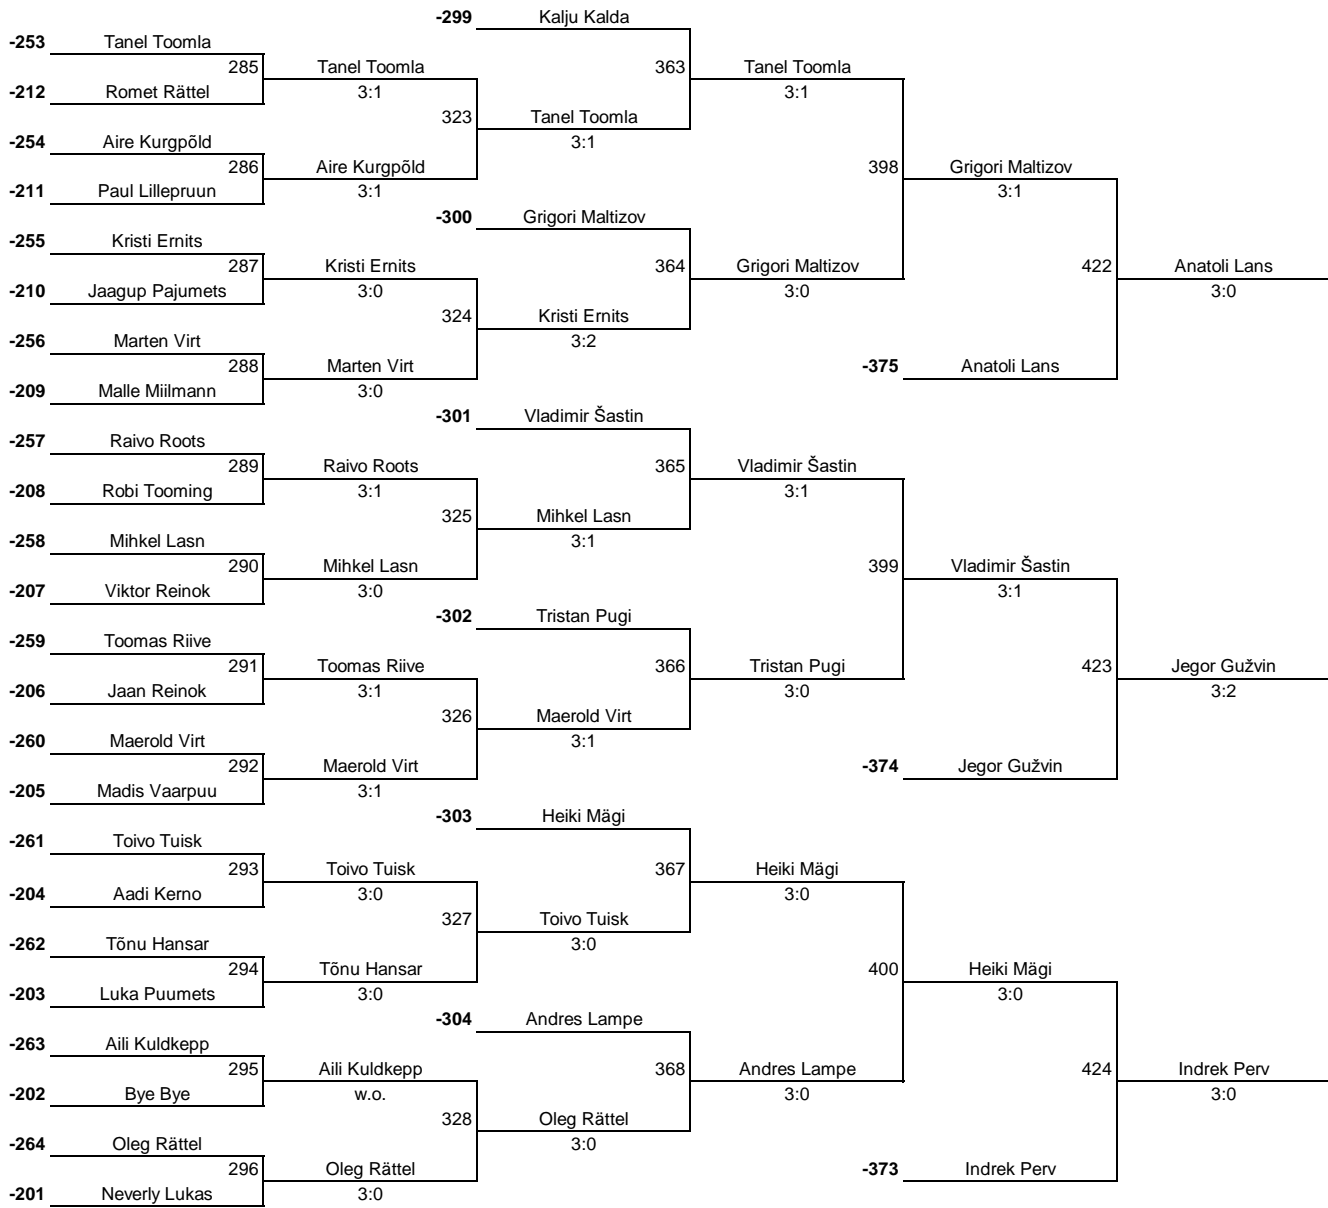 -299 Kalju Kalda
-253 Tanel Toomla
285 Tanel Toomla 363 Tanel Toomla
-212 Romet Rättel 3:1 3:1
323 Tanel Toomla
-254 Aire Kurgpõld 3:1
286 Aire Kurgpõld 398 Grigori Maltizov
-211 Paul Lillepruun 3:1 3:1
-300 Grigori Maltizov
-255 Kristi Ernits
287 Kristi Ernits 364 Grigori Maltizov 422 Anatoli Lans
-210 Jaagup Pajumets 3:0 3:0 3:0
324 Kristi Ernits
-256 Marten Virt 3:2
288 Marten Virt -375 Anatoli Lans
-209 Malle Miilmann 3:0
-301 Vladimir Šastin
-257 Raivo Roots
289 Raivo Roots 365 Vladimir Šastin
-208 Robi Tooming 3:1 3:1
325 Mihkel Lasn
-258 Mihkel Lasn 3:1
290 Mihkel Lasn 399 Vladimir Šastin
-207 Viktor Reinok 3:0 3:1
-302 Tristan Pugi
-259 Toomas Riive
291 Toomas Riive 366 Tristan Pugi 423 Jegor Gužvin
-206 Jaan Reinok 3:1 3:0 3:2
326 Maerold Virt
-260 Maerold Virt 3:1
292 Maerold Virt -374 Jegor Gužvin
-205 Madis Vaarpuu 3:1
-303 Heiki Mägi
-261 Toivo Tuisk
293 Toivo Tuisk 367 Heiki Mägi
-204 Aadi Kerno 3:0 3:0
327 Toivo Tuisk
-262 Tõnu Hansar 3:0
294 Tõnu Hansar 400 Heiki Mägi
-203 Luka Puumets 3:0 3:0
-304 Andres Lampe
-263 Aili Kuldkepp
295 Aili Kuldkepp 368 Andres Lampe 424 Indrek Perv
-202 Bye Bye w.o. 3:0 3:0
328 Oleg Rättel
-264 Oleg Rättel 3:0
296 Oleg Rättel -373 Indrek Perv
-201 Neverly Lukas 3:0